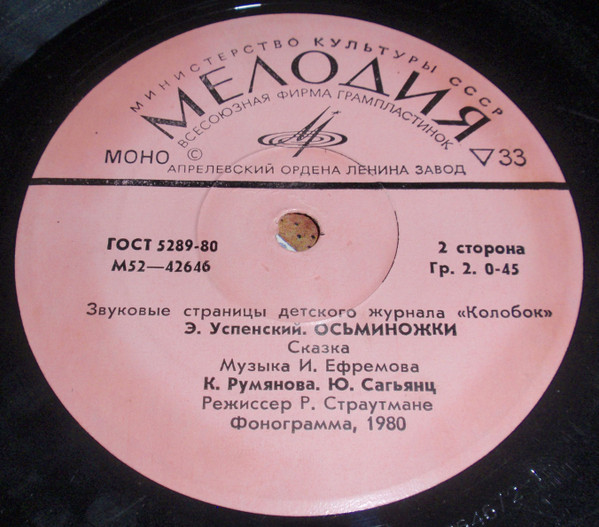 МИНИСТЕРСТВО КУЛЬТУРЫ СССР
МЕЛОДИЯ
ВСЕСОЮЗНАЯ ФИРМА ГРАМПЛАСТИНОК
МОНО © ▽33
АПРЕЛЕВСКИЙ ОРДЕНА ЛЕНИНА ЗАВОД
ГОСТ 5289-80 2 сторона
М52—42646 Гр. 2. 0-45
Звуковые страницы детского журнала «Колобок»
Э. Успенский. ОСЬМИНОЖКИ
Сказка
Музыка И. Ефремова
К. Румянова. Ю. Сагьянц
Режиссер Р. Страутмане
Фонограмма, 1980